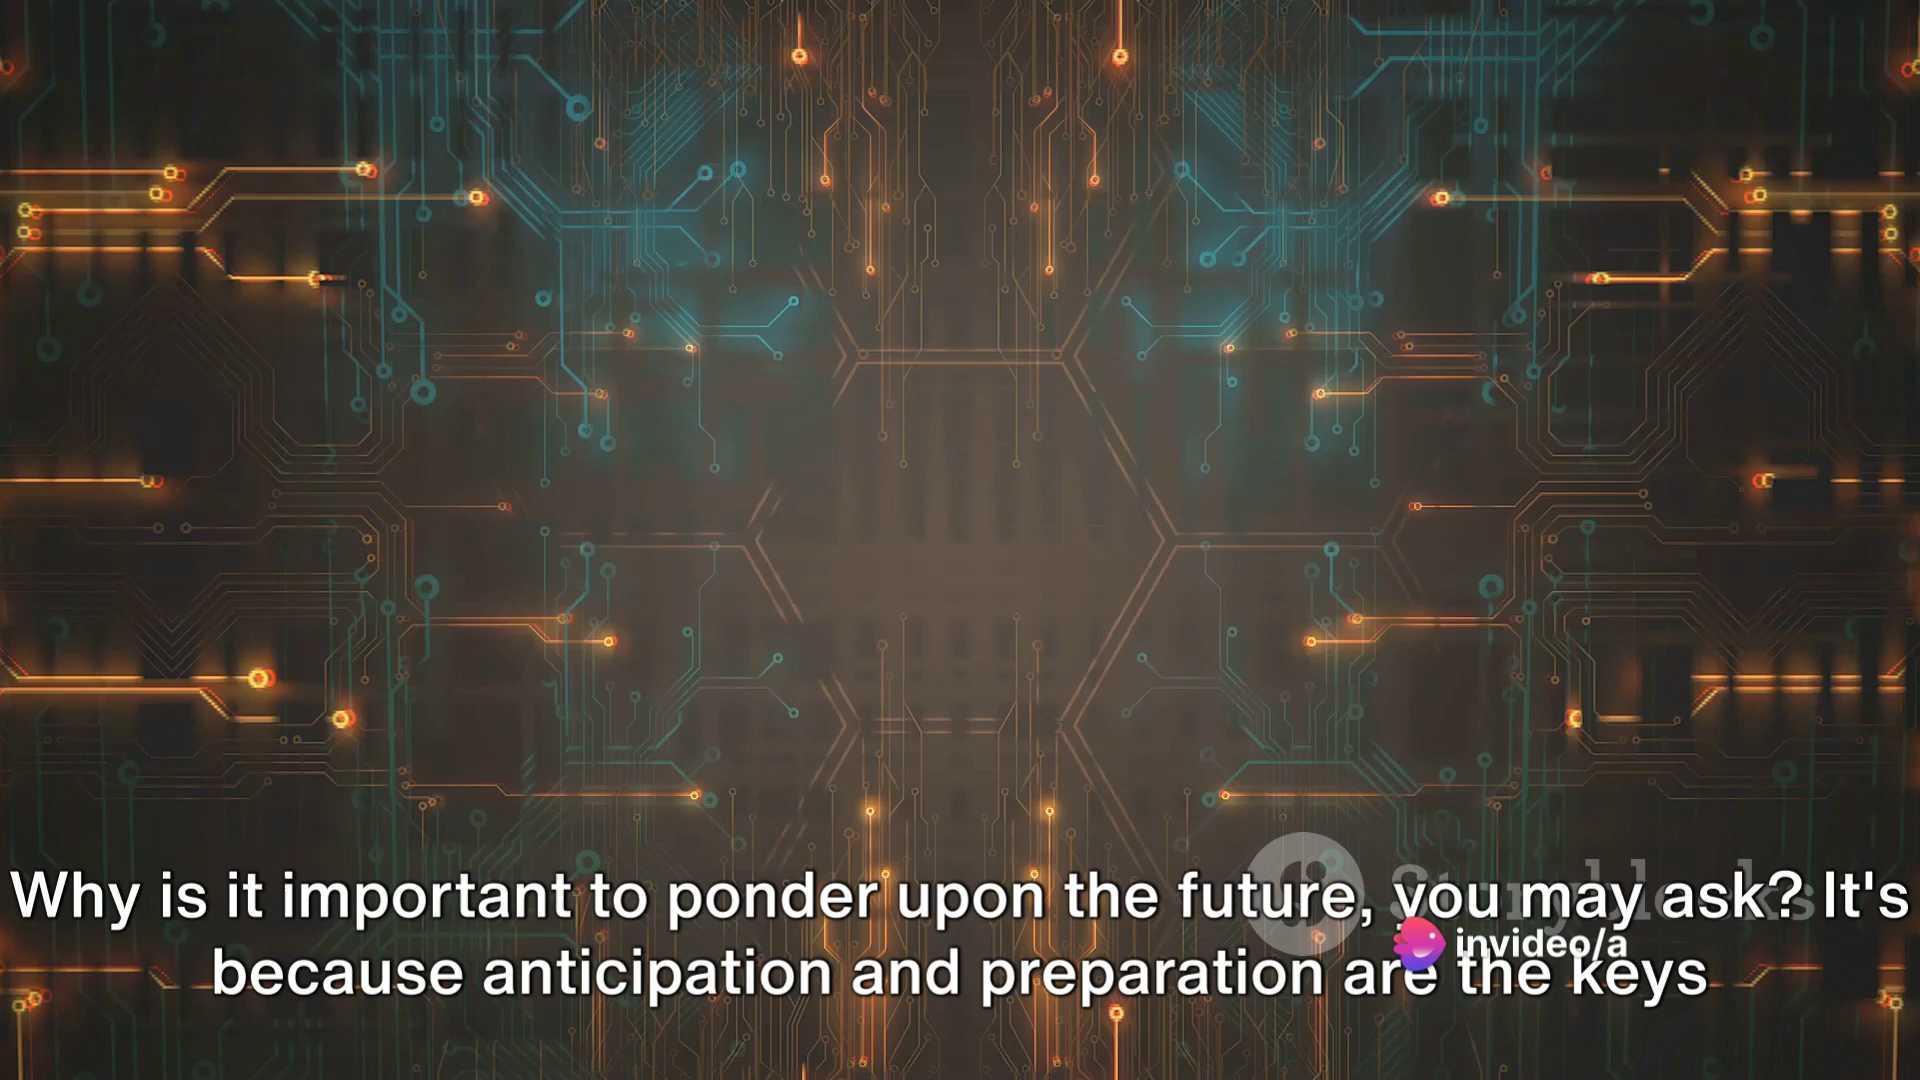 Why is it important to ponder upon the future, you may ask? It's
because anticipation and preparation are the keys
Storyblocks
invideo/a